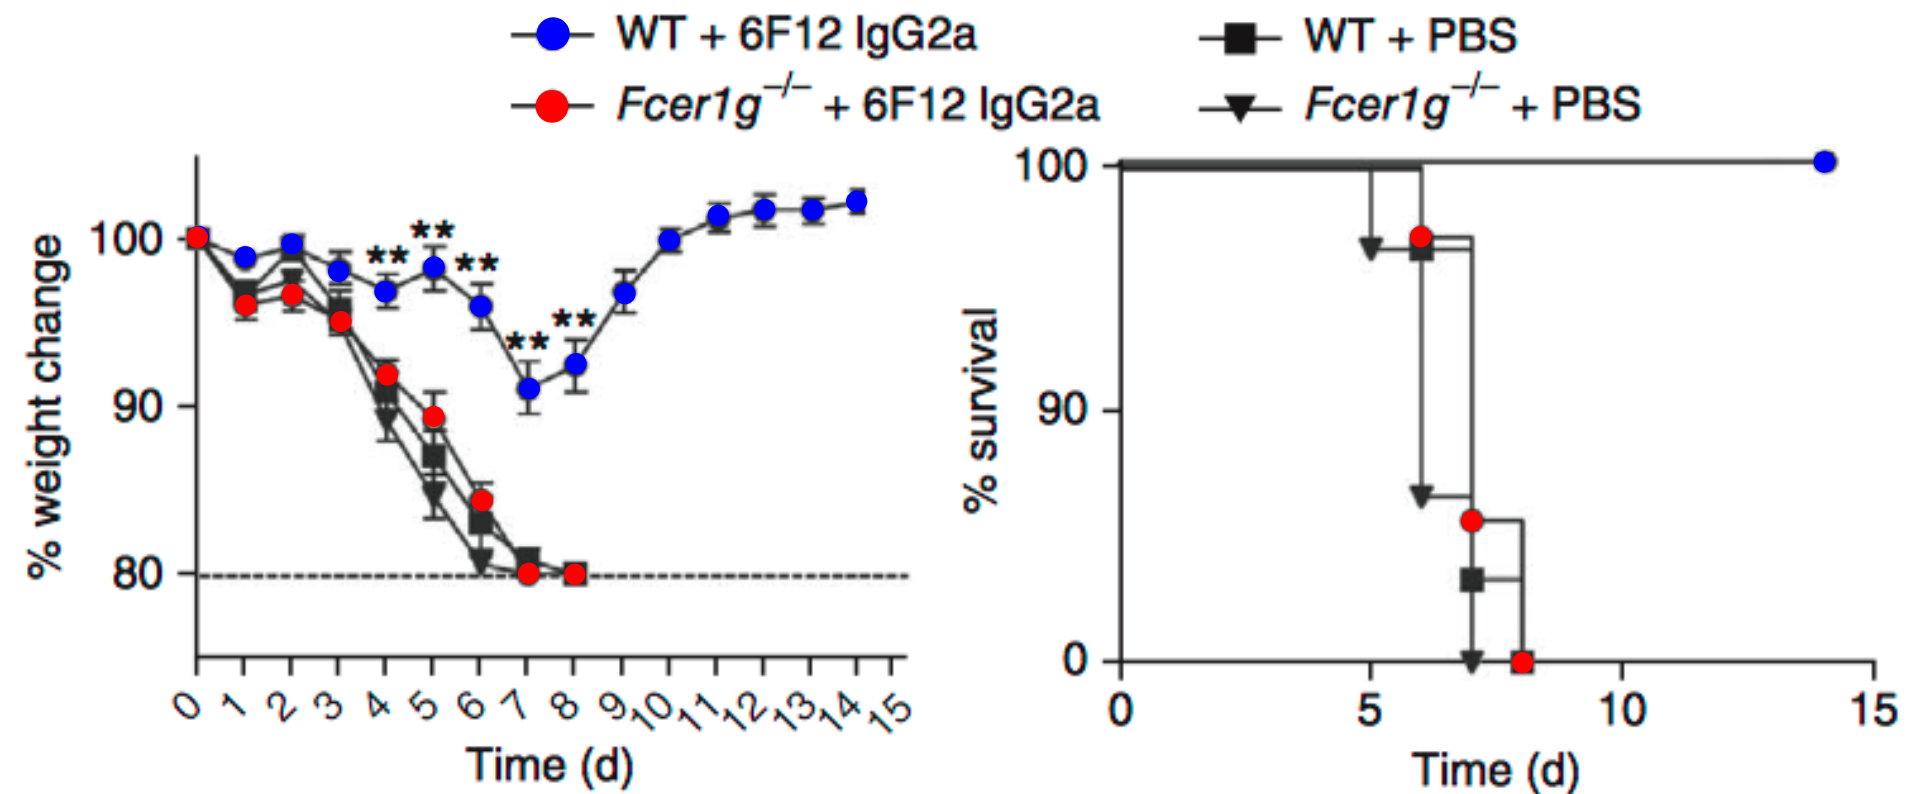 WT + 6F12 IgG2a
Fcer1g–/– + 6F12 IgG2a
WT + PBS
Fcer1g–/– + PBS
% weight change
100
90
80
**
**
**
**
**
0 1 2 3 4 5 6 7 8 9 10 11 12 13 14 15
Time (d)
% survival
100
90
0
0 5 10 15
Time (d)